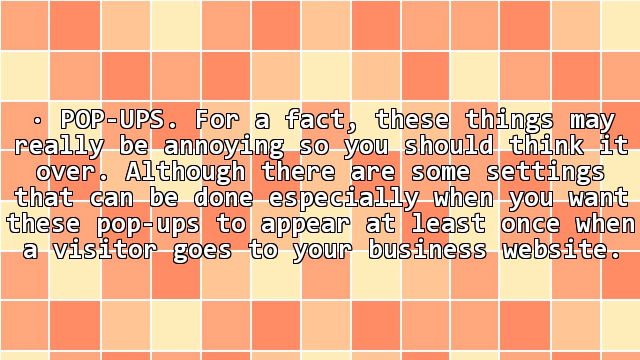 · POP-UPS. For a fact, these things may
really be annoying so you should think it
over. Although there are some settings
that can be done especially when you want
these pop-ups to appear at least once when
a visitor goes to your business website.